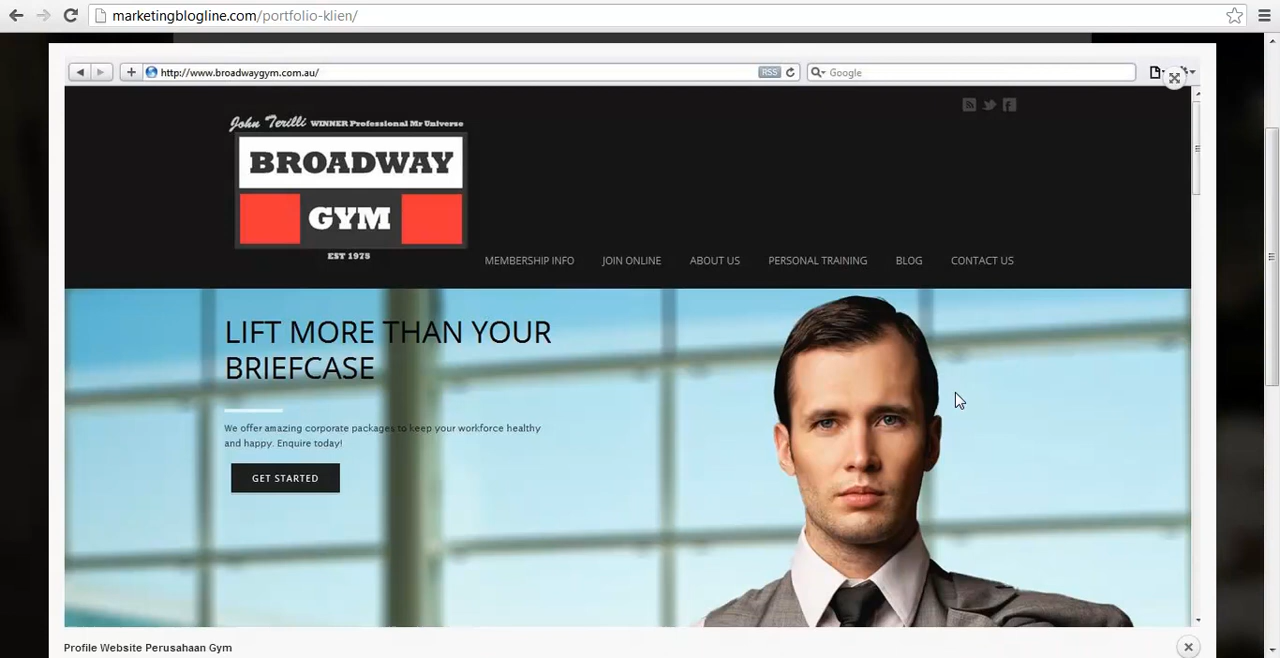 marketingblogline.com/portfolio-klien/
http://www.broadwaygym.com.au/
RSS
Google
John Terilli WINNER Professional Mr Universe
BROADWAY
GYM
EST 1975
MEMBERSHIP INFO JOIN ONLINE ABOUT US PERSONAL TRAINING BLOG CONTACT US
LIFT MORE THAN YOUR
BRIEFCASE
We offer amazing corporate packages to keep your workforce healthy
and happy. Enquire today!
GET STARTED
Profile Website Perusahaan Gym